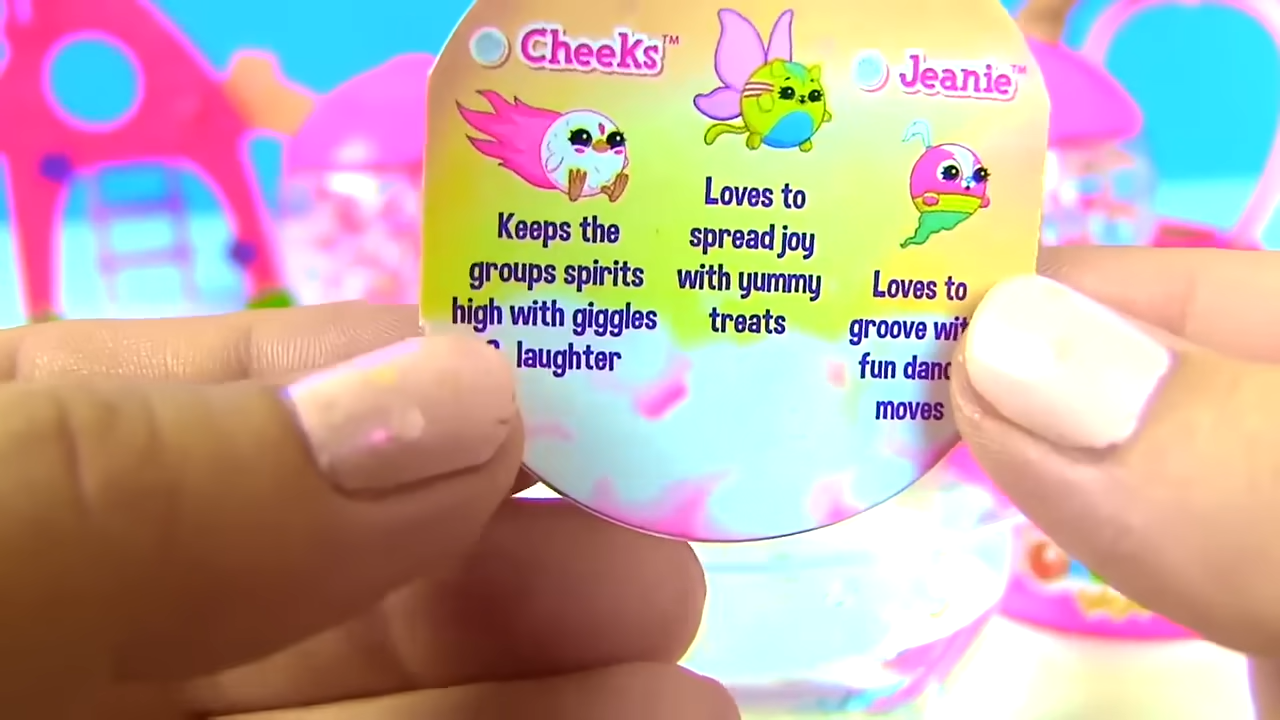 Cheeks™
Keeps the
groups spirits
high with giggles
laughter
Loves to
spread joy
with yummy
treats
Jeanie™
Loves to
groove
fun
moves